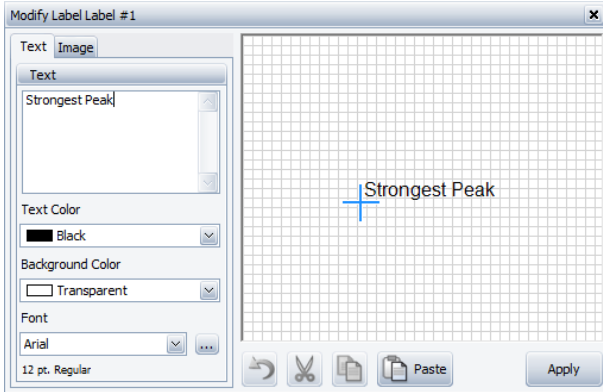 Modify Label Label #1
Text Image
Text
Strongest Peak
Text Color
Black
Background Color
Transparent
Font
Arial
...
12 pt. Regular
Strongest Peak
Paste
Apply